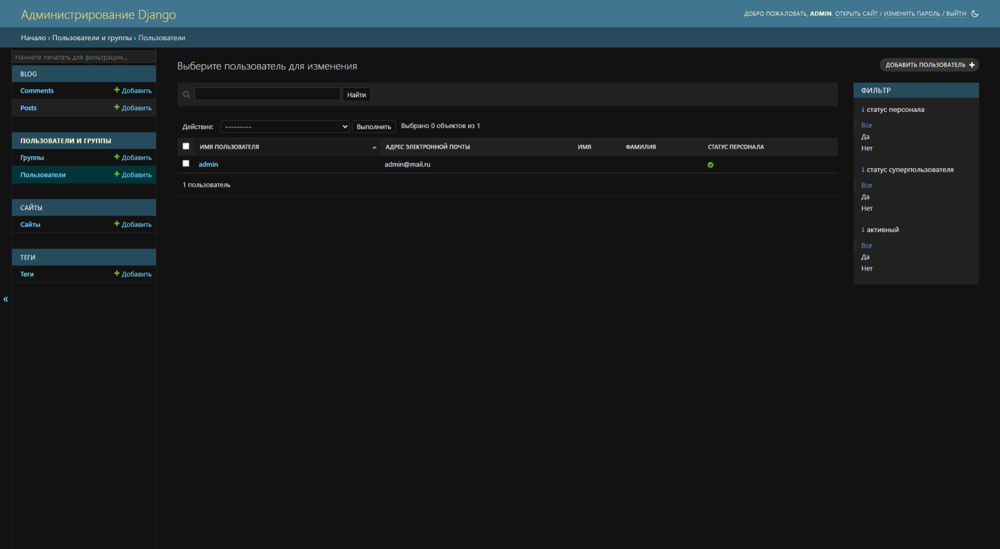 Администрирование Django
ДОБРО ПОЖАЛОВАТЬ, ADMIN. ОТКРЫТЬ САЙТ / ИЗМЕНИТЬ ПАРОЛЬ / ВЫЙТИ
Начало › Пользователи и группы › Пользователи
Начните печатать для фильтрации...
BLOG
Comments + Добавить
Posts + Добавить
ПОЛЬЗОВАТЕЛИ И ГРУППЫ
Группы + Добавить
Пользователи + Добавить
САЙТЫ
Сайты + Добавить
ТЕГИ
Теги + Добавить
«
Выберите пользователь для изменения
ДОБАВИТЬ ПОЛЬЗОВАТЕЛЬ +
Найти
Действие: --------- Выполнить Выбрано 0 объектов из 1
ИМЯ ПОЛЬЗОВАТЕЛЯ АДРЕС ЭЛЕКТРОННОЙ ПОЧТЫ ИМЯ ФАМИЛИЯ СТАТУС ПЕРСОНАЛА
admin admin@mail.ru
1 пользователь
ФИЛЬТР
↓ статус персонала
Все
Да
Нет
↓ статус суперпользователя
Все
Да
Нет
↓ активный
Все
Да
Нет